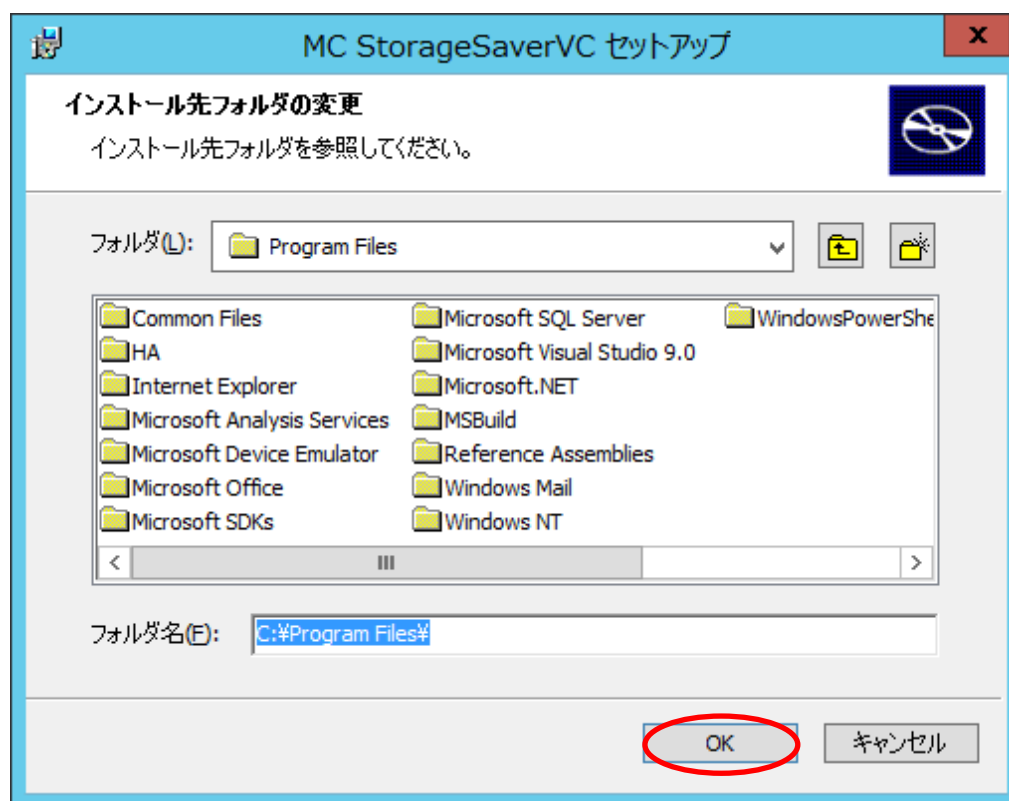 MC StorageSaverVC セットアップ
x
インストール先フォルダの変更
インストール先フォルダを参照してください。
フォルダ(L):
Program Files
Common Files
HA
Internet Explorer
Microsoft Analysis Services
Microsoft Device Emulator
Microsoft Office
Microsoft SDKs
Microsoft SQL Server
Microsoft Visual Studio 9.0
Microsoft.NET
MSBuild
Reference Assemblies
Windows Mail
Windows NT
WindowsPowerShe
フォルダ名(F):
C:¥Program Files¥
OK
キャンセル